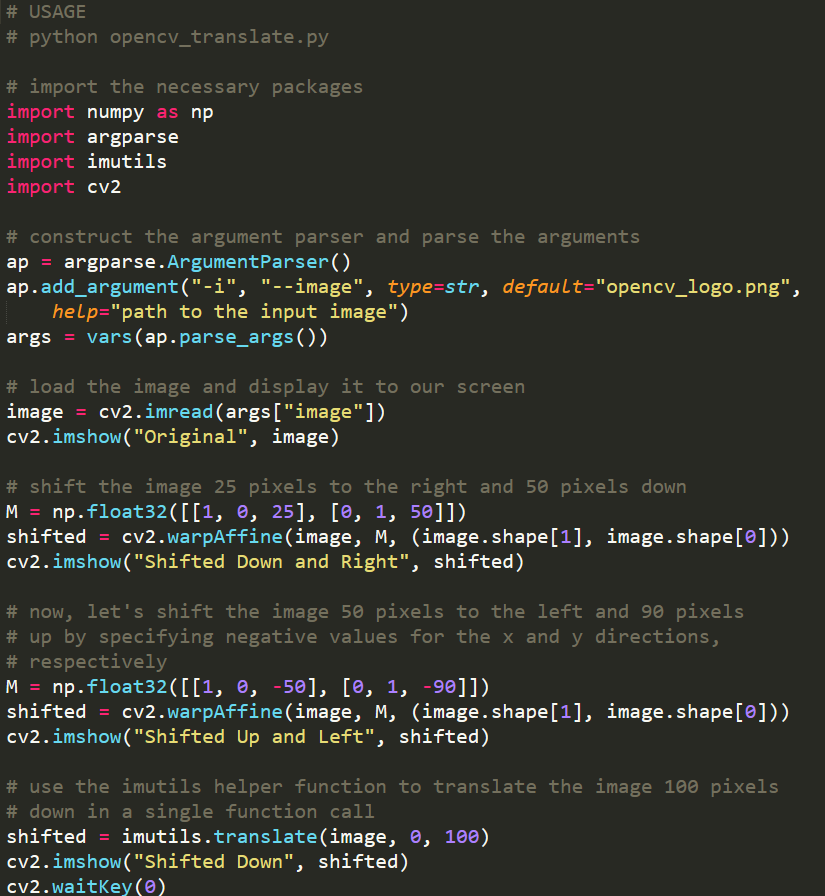 # USAGE
# python opencv_translate.py

# import the necessary packages
import numpy as np
import argparse
import imutils
import cv2

# construct the argument parser and parse the arguments
ap = argparse.ArgumentParser()
ap.add_argument("-i", "--image", type=str, default="opencv_logo.png",
    help="path to the input image")
args = vars(ap.parse_args())

# load the image and display it to our screen
image = cv2.imread(args["image"])
cv2.imshow("Original", image)

# shift the image 25 pixels to the right and 50 pixels down
M = np.float32([[1, 0, 25], [0, 1, 50]])
shifted = cv2.warpAffine(image, M, (image.shape[1], image.shape[0]))
cv2.imshow("Shifted Down and Right", shifted)

# now, let's shift the image 50 pixels to the left and 90 pixels
# up by specifying negative values for the x and y directions,
# respectively
M = np.float32([[1, 0, -50], [0, 1, -90]])
shifted = cv2.warpAffine(image, M, (image.shape[1], image.shape[0]))
cv2.imshow("Shifted Up and Left", shifted)

# use the imutils helper function to translate the image 100 pixels
# down in a single function call
shifted = imutils.translate(image, 0, 100)
cv2.imshow("Shifted Down", shifted)
cv2.waitKey(0)